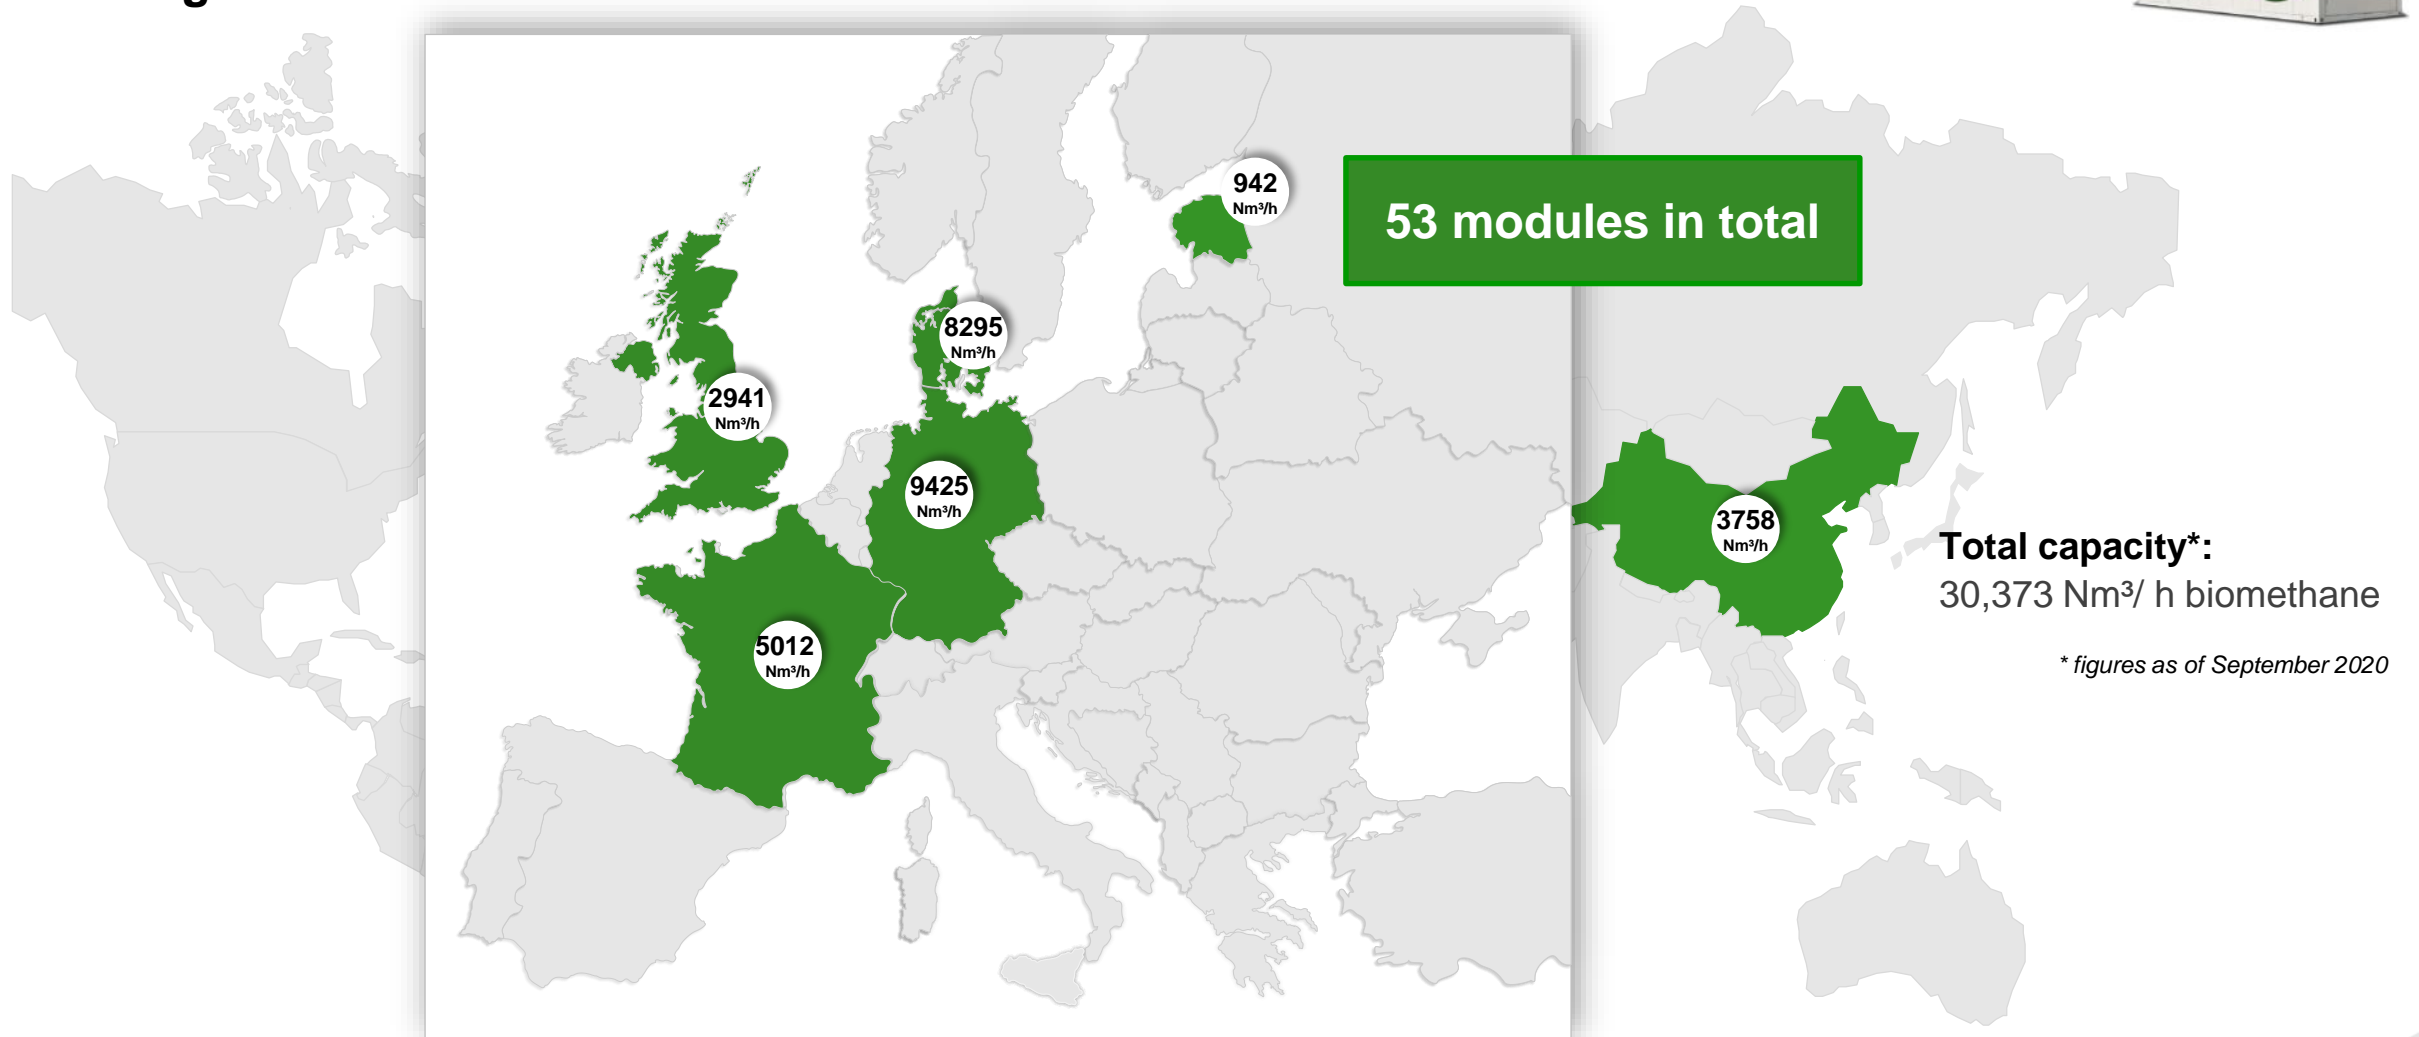 942
Nm³/h
53 modules in total
8295
Nm³/h
2941
Nm³/h
9425
Nm³/h
3758
Nm³/h
Total capacity*:
30,373 Nm³/ h biomethane
5012
Nm³/h
* figures as of September 2020